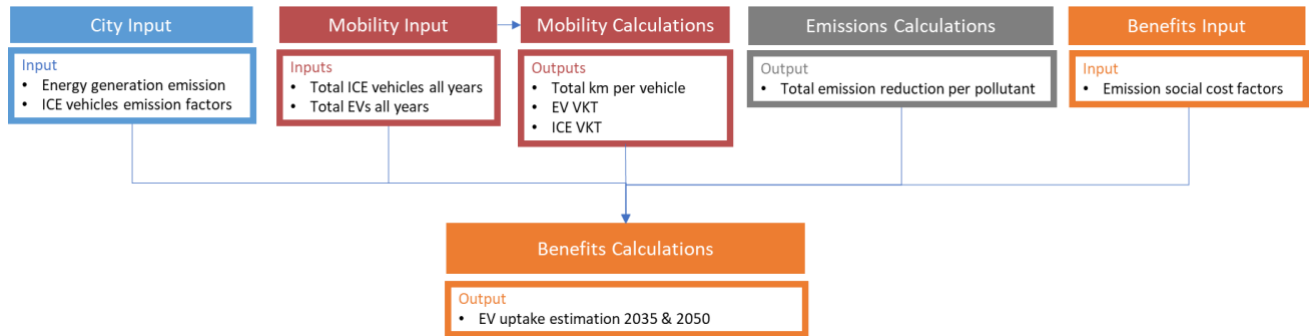 City Input
Input
• Energy generation emission
• ICE vehicles emission factors
Mobility Input
Inputs
• Total ICE vehicles all years
• Total EVs all years
Mobility Calculations
Outputs
• Total km per vehicle
• EV VKT
• ICE VKT
Emissions Calculations
Output
• Total emission reduction per pollutant
Benefits Input
Input
• Emission social cost factors
Benefits Calculations
Output
• EV uptake estimation 2035 & 2050